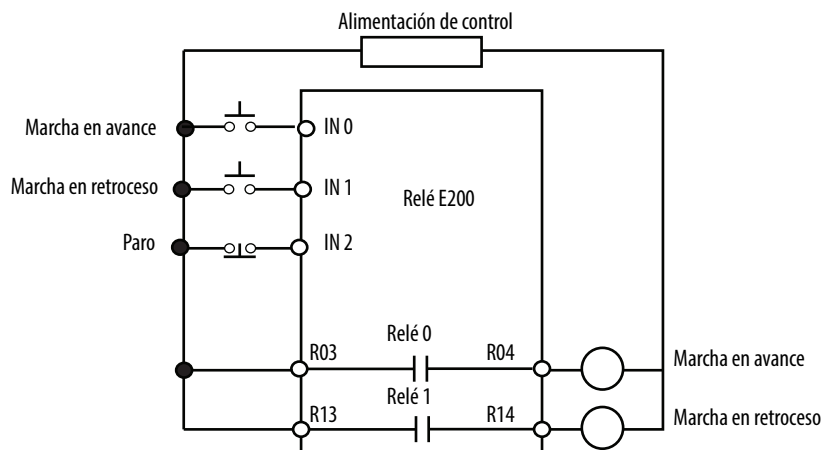 Alimentación de control
Marcha en avance
IN 0
Marcha en retroceso
IN 1
Relé E200
Paro
IN 2
R03
Relé 0
R04
Marcha en avance
R13
Relé 1
R14
Marcha en retroceso